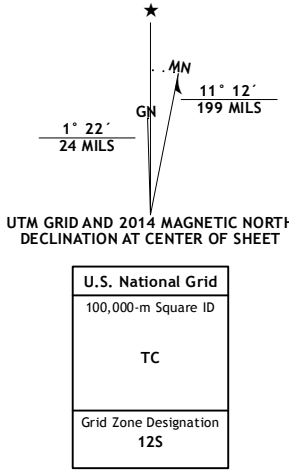 ★
MN
GN
11° 12´
199 MILS
1° 22´
24 MILS
UTM GRID AND 2014 MAGNETIC NORTH
DECLINATION AT CENTER OF SHEET
U.S. National Grid
100,000-m Square ID
TC
Grid Zone Designation
12S